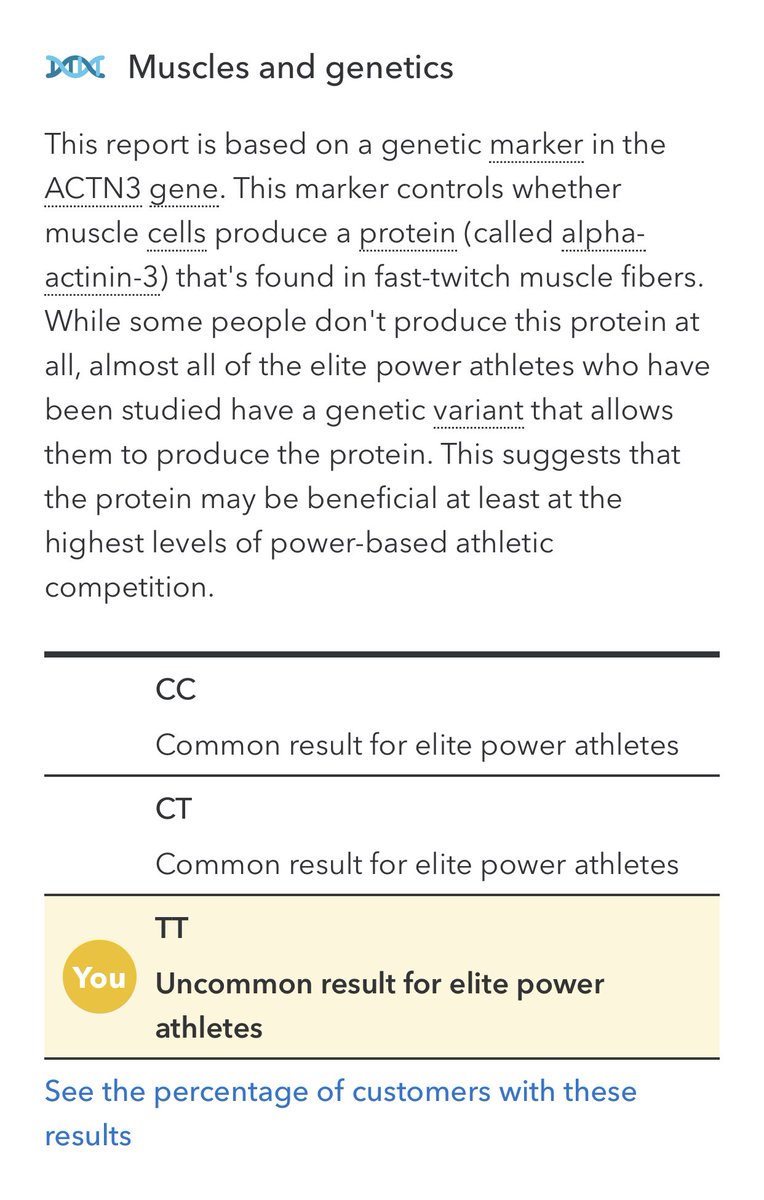 Muscles and genetics
This report is based on a genetic marker in the
ACTN3 gene. This marker controls whether
muscle cells produce a protein (called alpha-
actinin-3) that's found in fast-twitch muscle fibers.
While some people don't produce this protein at
all, almost all of the elite power athletes who have
been studied have a genetic variant that allows
them to produce the protein. This suggests that
the protein may be beneficial at least at the
highest levels of power-based athletic
competition.
CC
Common result for elite power athletes
CT
Common result for elite power athletes
TT
You
Uncommon result for elite power
athletes
See the percentage of customers with these
results